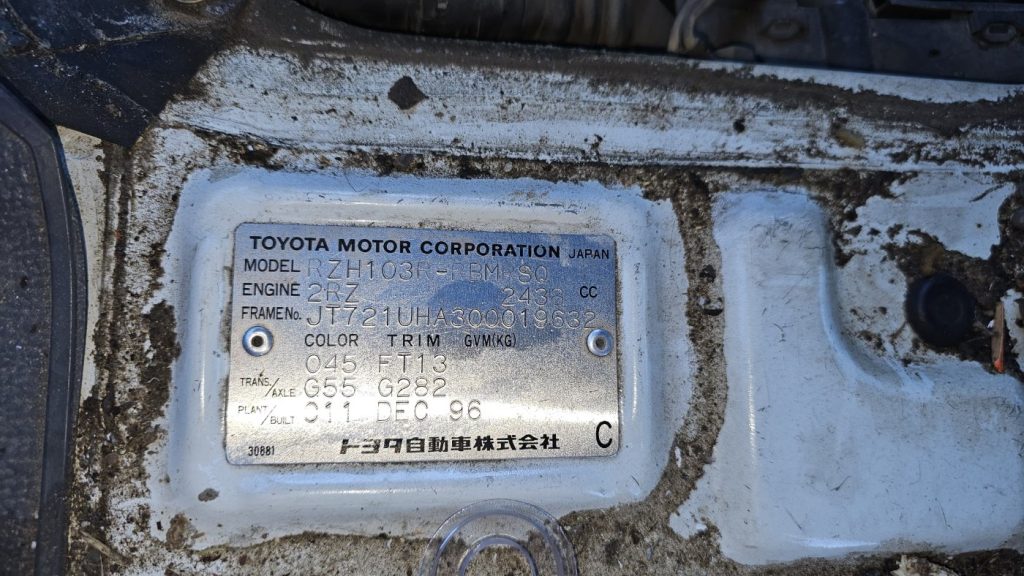 TOYOTA MOTOR CORPORATION JAPAN
MODEL
ENGINE 2RZ 2438 CC
FRAME No. JT721UHA300019632
COLOR TRIM GVM(KG)
045 FT13
TRANS./AXLE G55 G282
PLANT/BUILT C11 DEC 96
30881 トヨタ自動車株式会社 C